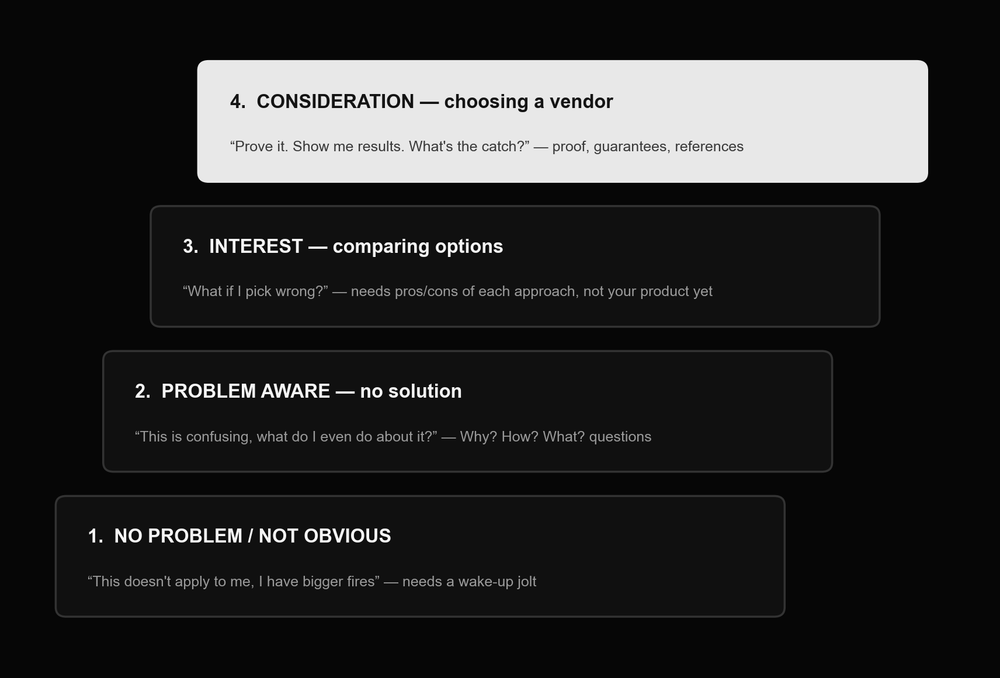 4. CONSIDERATION — choosing a vendor
“Prove it. Show me results. What's the catch?” — proof, guarantees, references
3. INTEREST — comparing options
“What if I pick wrong?” — needs pros/cons of each approach, not your product yet
2. PROBLEM AWARE — no solution
“This is confusing, what do I even do about it?” — Why? How? What? questions
1. NO PROBLEM / NOT OBVIOUS
“This doesn't apply to me, I have bigger fires” — needs a wake-up jolt